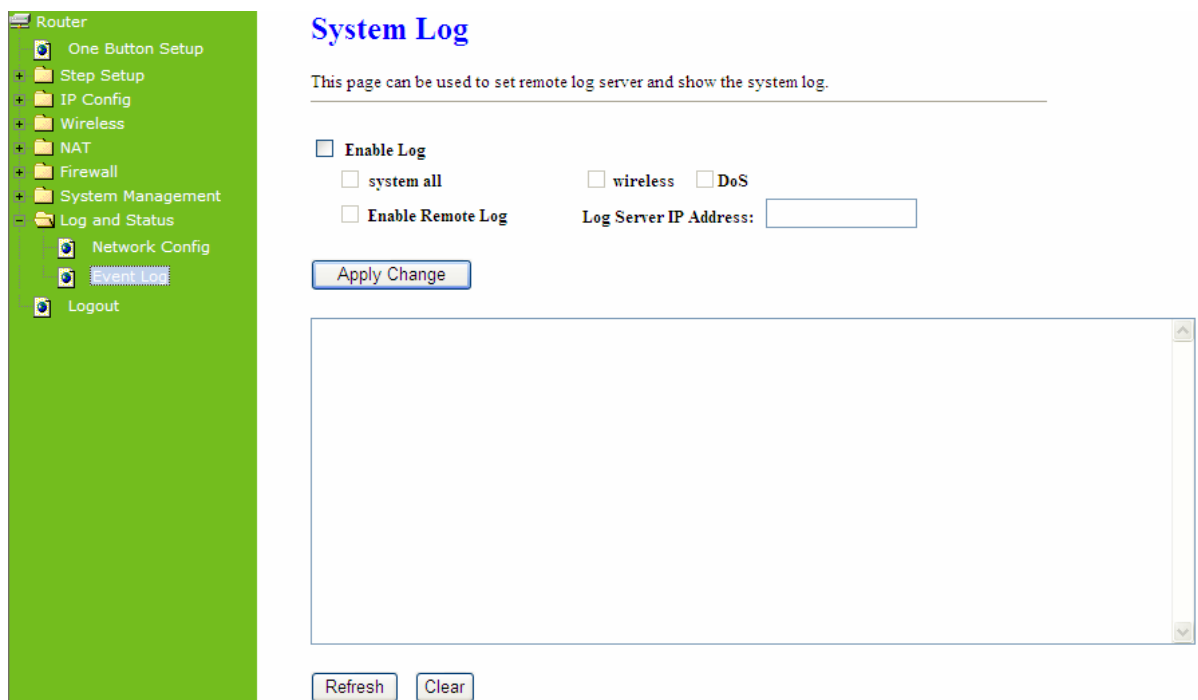 Router
One Button Setup
Step Setup
IP Config
Wireless
NAT
Firewall
System Management
Log and Status
Network Config
Event Log
Logout
System Log
This page can be used to set remote log server and show the system log.
Enable Log
system all wireless DoS
Enable Remote Log Log Server IP Address:
Apply Change
Refresh Clear